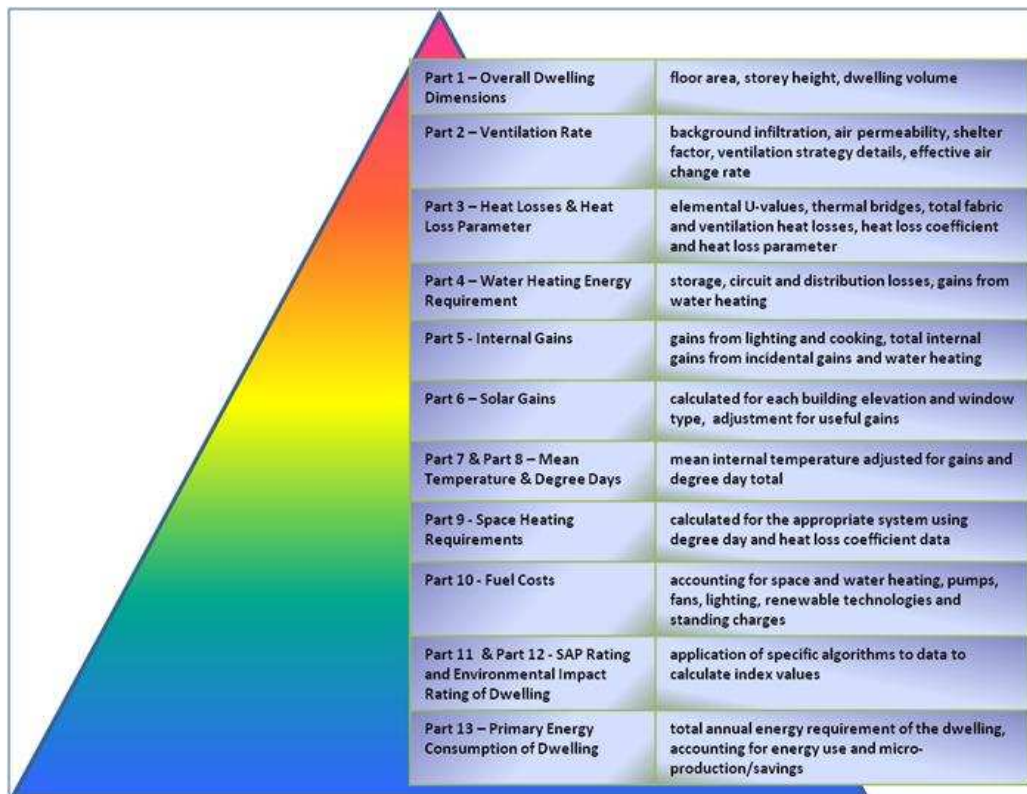 Part 1 – Overall Dwelling
Dimensions
floor area, storey height, dwelling volume
Part 2 – Ventilation Rate
background infiltration, air permeability, shelter
factor, ventilation strategy details, effective air
change rate
Part 3 – Heat Losses & Heat
Loss Parameter
elemental U-values, thermal bridges, total fabric
and ventilation heat losses, heat loss coefficient
and heat loss parameter
Part 4 – Water Heating Energy
Requirement
storage, circuit and distribution losses, gains from
water heating
Part 5 - Internal Gains
gains from lighting and cooking, total internal
gains from incidental gains and water heating
Part 6 – Solar Gains
calculated for each building elevation and window
type, adjustment for useful gains
Part 7 & Part 8 – Mean
Temperature & Degree Days
mean internal temperature adjusted for gains and
degree day total
Part 9 - Space Heating
Requirements
calculated for the appropriate system using
degree day and heat loss coefficient data
Part 10 - Fuel Costs
accounting for space and water heating, pumps,
fans, lighting, renewable technologies and
standing charges
Part 11 & Part 12 - SAP Rating
and Environmental Impact
Rating of Dwelling
application of specific algorithms to data to
calculate index values
Part 13 – Primary Energy
Consumption of Dwelling
total annual energy requirement of the dwelling,
accounting for energy use and micro-
production/savings